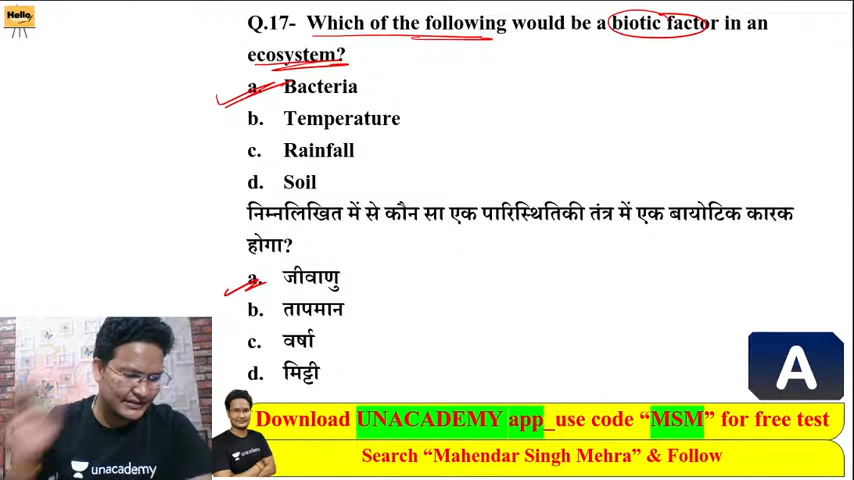 Hello
Q.17- Which of the following would be a biotic factor in an
ecosystem?
a. Bacteria
b. Temperature
c. Rainfall
d. Soil
निम्नलिखित में से कौन सा एक पारिस्थितिकी तंत्र में एक बायोटिक कारक
होगा?
a. जीवाणु
b. तापमान
c. वर्षा
d. मिट्टी
A
unacademy
unacademy
Download UNACADEMY app_use code “MSM” for free test
Search “Mahendar Singh Mehra” & Follow